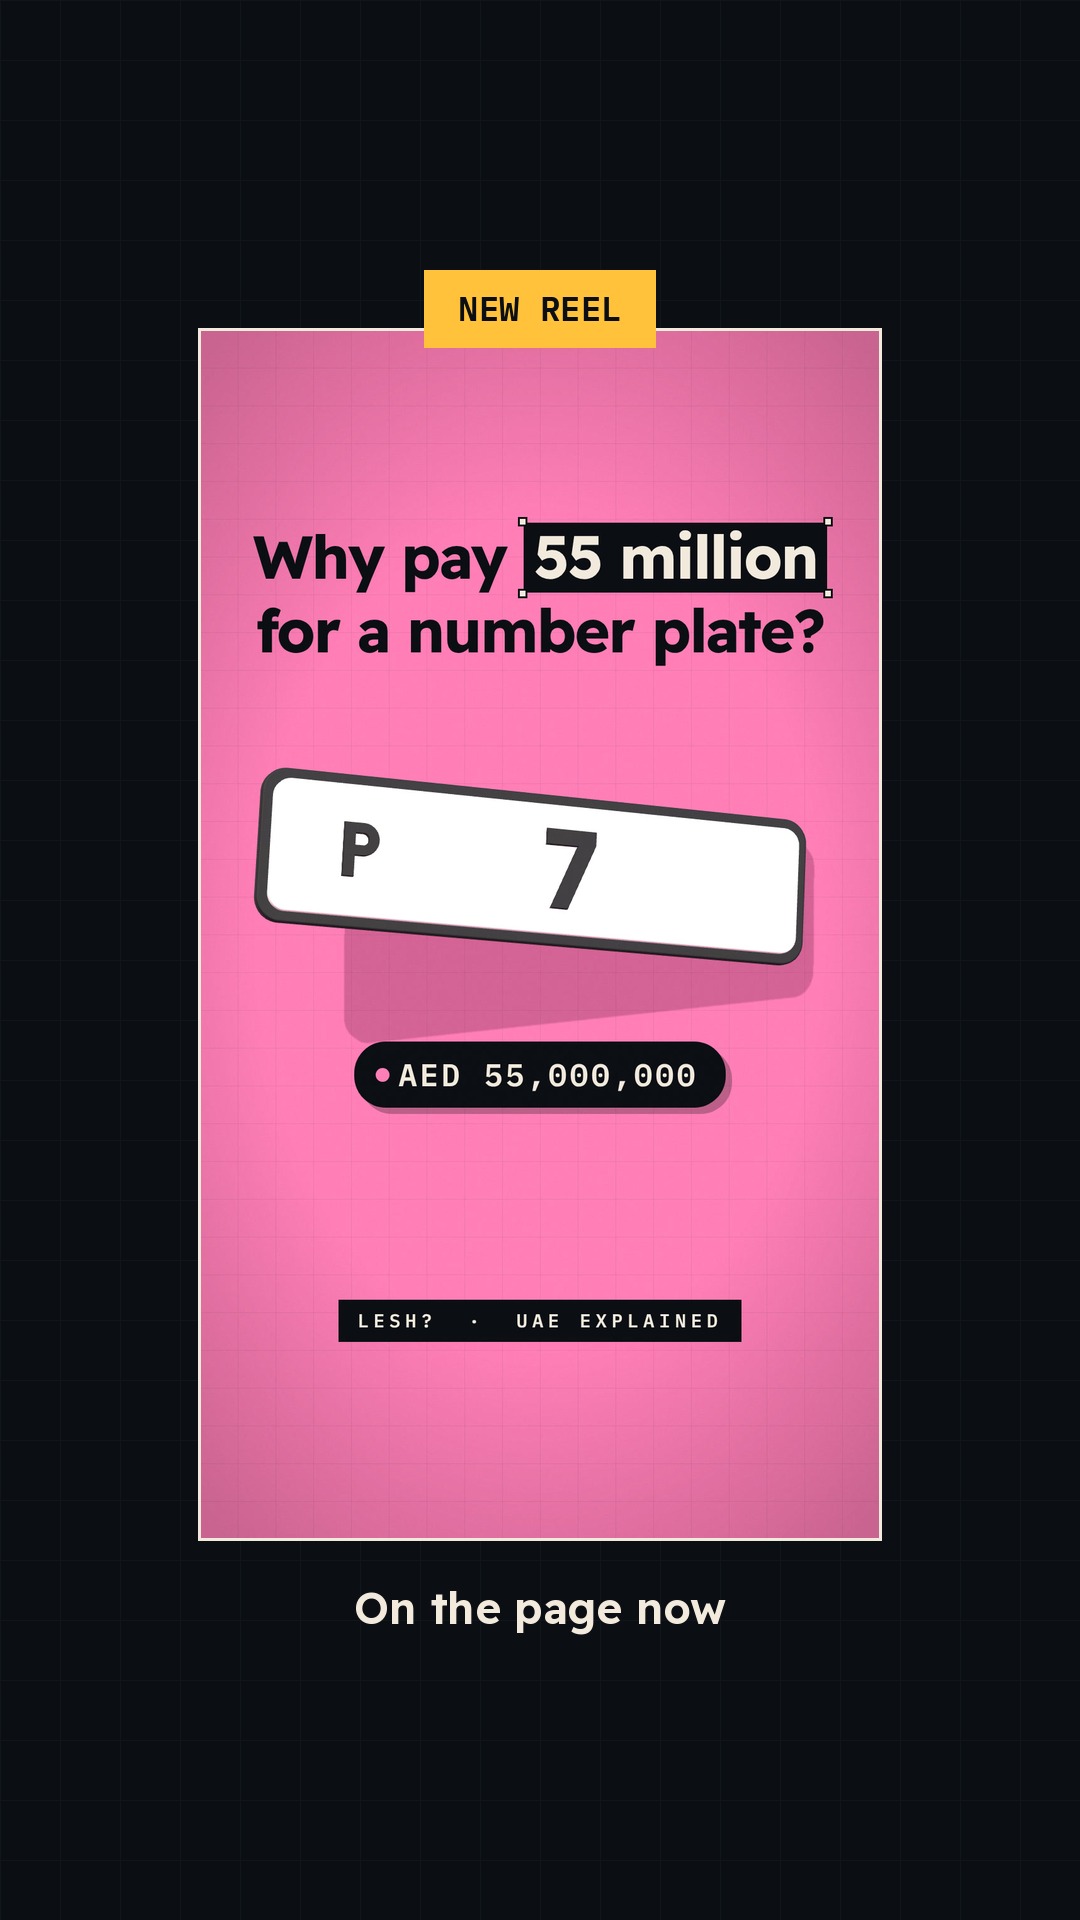 NEW REEL
Why pay 55 million
for a number plate?
P 7
AED 55,000,000
LESH? · UAE EXPLAINED
On the page now